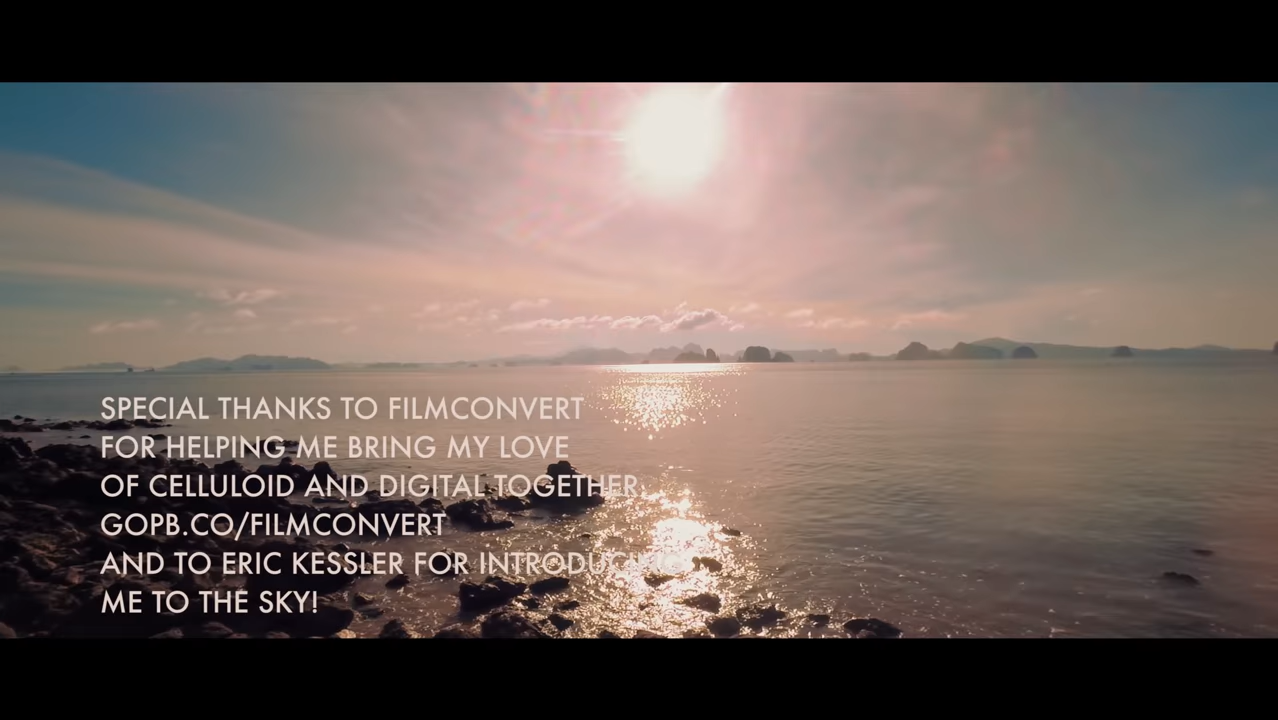 SPECIAL THANKS TO FILMCONVERT
FOR HELPING ME BRING MY LOVE
OF CELLULOID AND DIGITAL TOGETHER
GOPB.CO/FILMCONVERT
AND TO ERIC KESSLER FOR INTRODUCING
ME TO THE SKY!